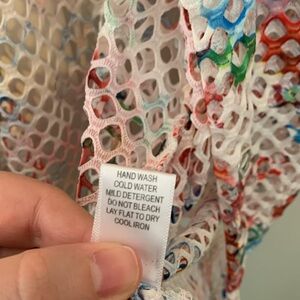 HAND WASH
COLD WATER
MILD DETERGENT
DO NOT BLEACH
LAY FLAT TO DRY
COOL IRON